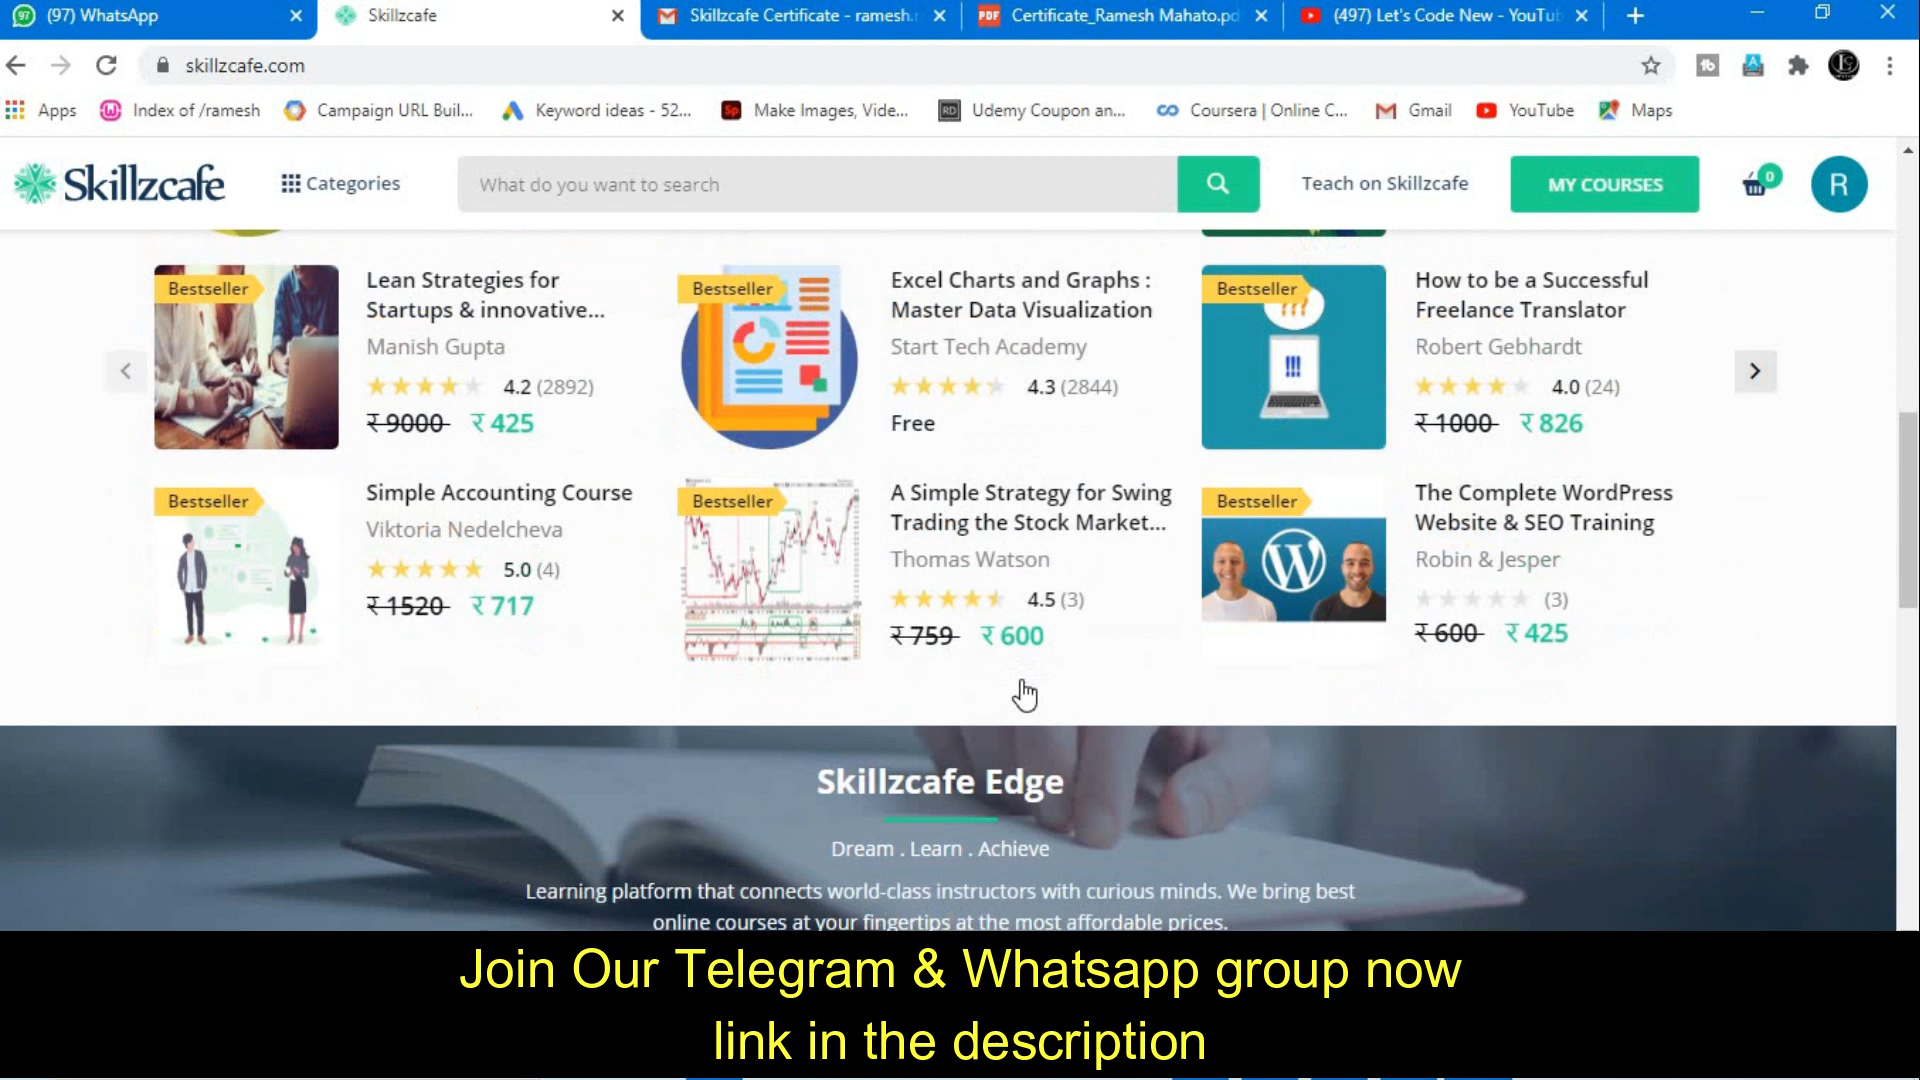 (97) WhatsApp
Skillzcafe
Skillzcafe Certificate - ramesh.r
Certificate_Ramesh Mahato.pd
(497) Let's Code New - YouTub
skillzcafe.com
Apps
Index of /ramesh
Campaign URL Buil...
Keyword ideas - 52...
Make Images, Vide...
Udemy Coupon an...
Coursera | Online C...
Gmail
YouTube
Maps
Skillzcafe
Categories
What do you want to search
Teach on Skillzcafe
MY COURSES
0
R
Bestseller
Lean Strategies for
Startups & innovative...
Manish Gupta
4.2 (2892)
₹ 9000 ₹ 425
Bestseller
Excel Charts and Graphs :
Master Data Visualization
Start Tech Academy
4.3 (2844)
Free
Bestseller
How to be a Successful
Freelance Translator
Robert Gebhardt
4.0 (24)
₹ 1000 ₹ 826
Bestseller
Simple Accounting Course
Viktoria Nedelcheva
5.0 (4)
₹ 1520 ₹ 717
Bestseller
A Simple Strategy for Swing
Trading the Stock Market...
Thomas Watson
4.5 (3)
₹ 759 ₹ 600
Bestseller
The Complete WordPress
Website & SEO Training
Robin & Jesper
(3)
₹ 600 ₹ 425
Skillzcafe Edge
Dream . Learn . Achieve
Learning platform that connects world-class instructors with curious minds. We bring best
online courses at your fingertips at the most affordable prices.
Join Our Telegram & Whatsapp group now
link in the description